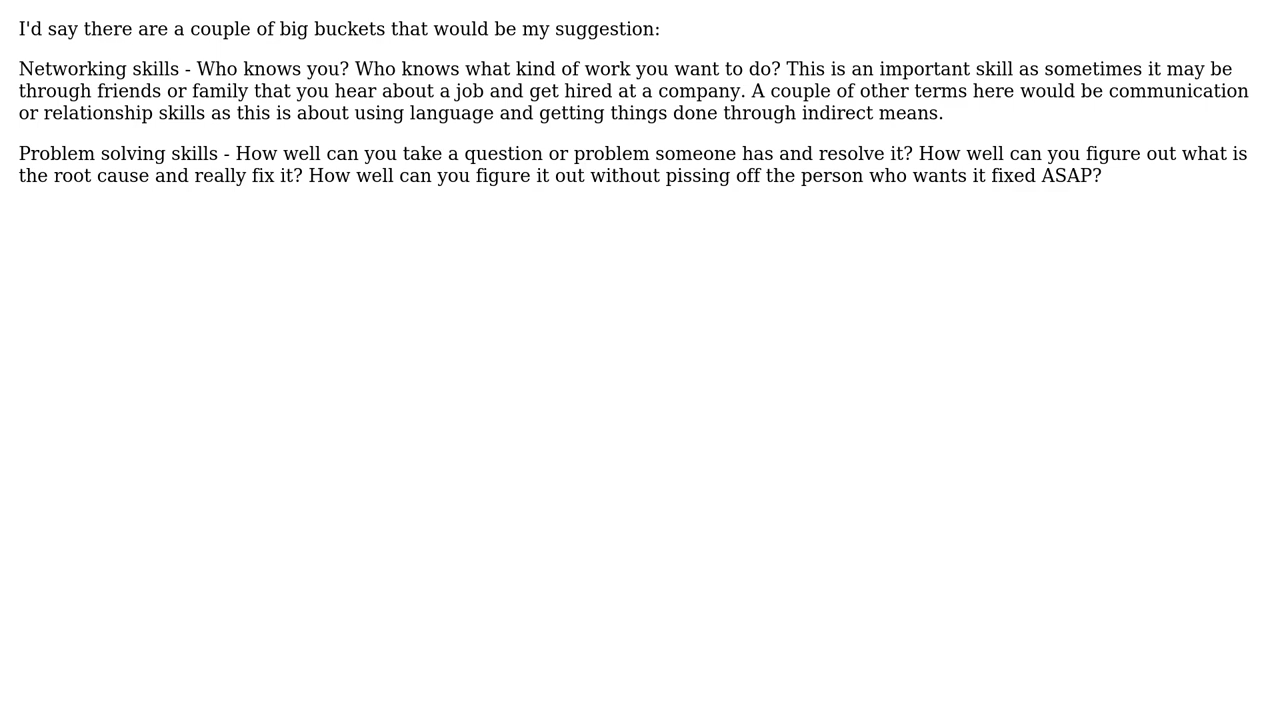 I'd say there are a couple of big buckets that would be my suggestion:
Networking skills - Who knows you? Who knows what kind of work you want to do? This is an important skill as sometimes it may be
through friends or family that you hear about a job and get hired at a company. A couple of other terms here would be communication
or relationship skills as this is about using language and getting things done through indirect means.
Problem solving skills - How well can you take a question or problem someone has and resolve it? How well can you figure out what is
the root cause and really fix it? How well can you figure it out without pissing off the person who wants it fixed ASAP?